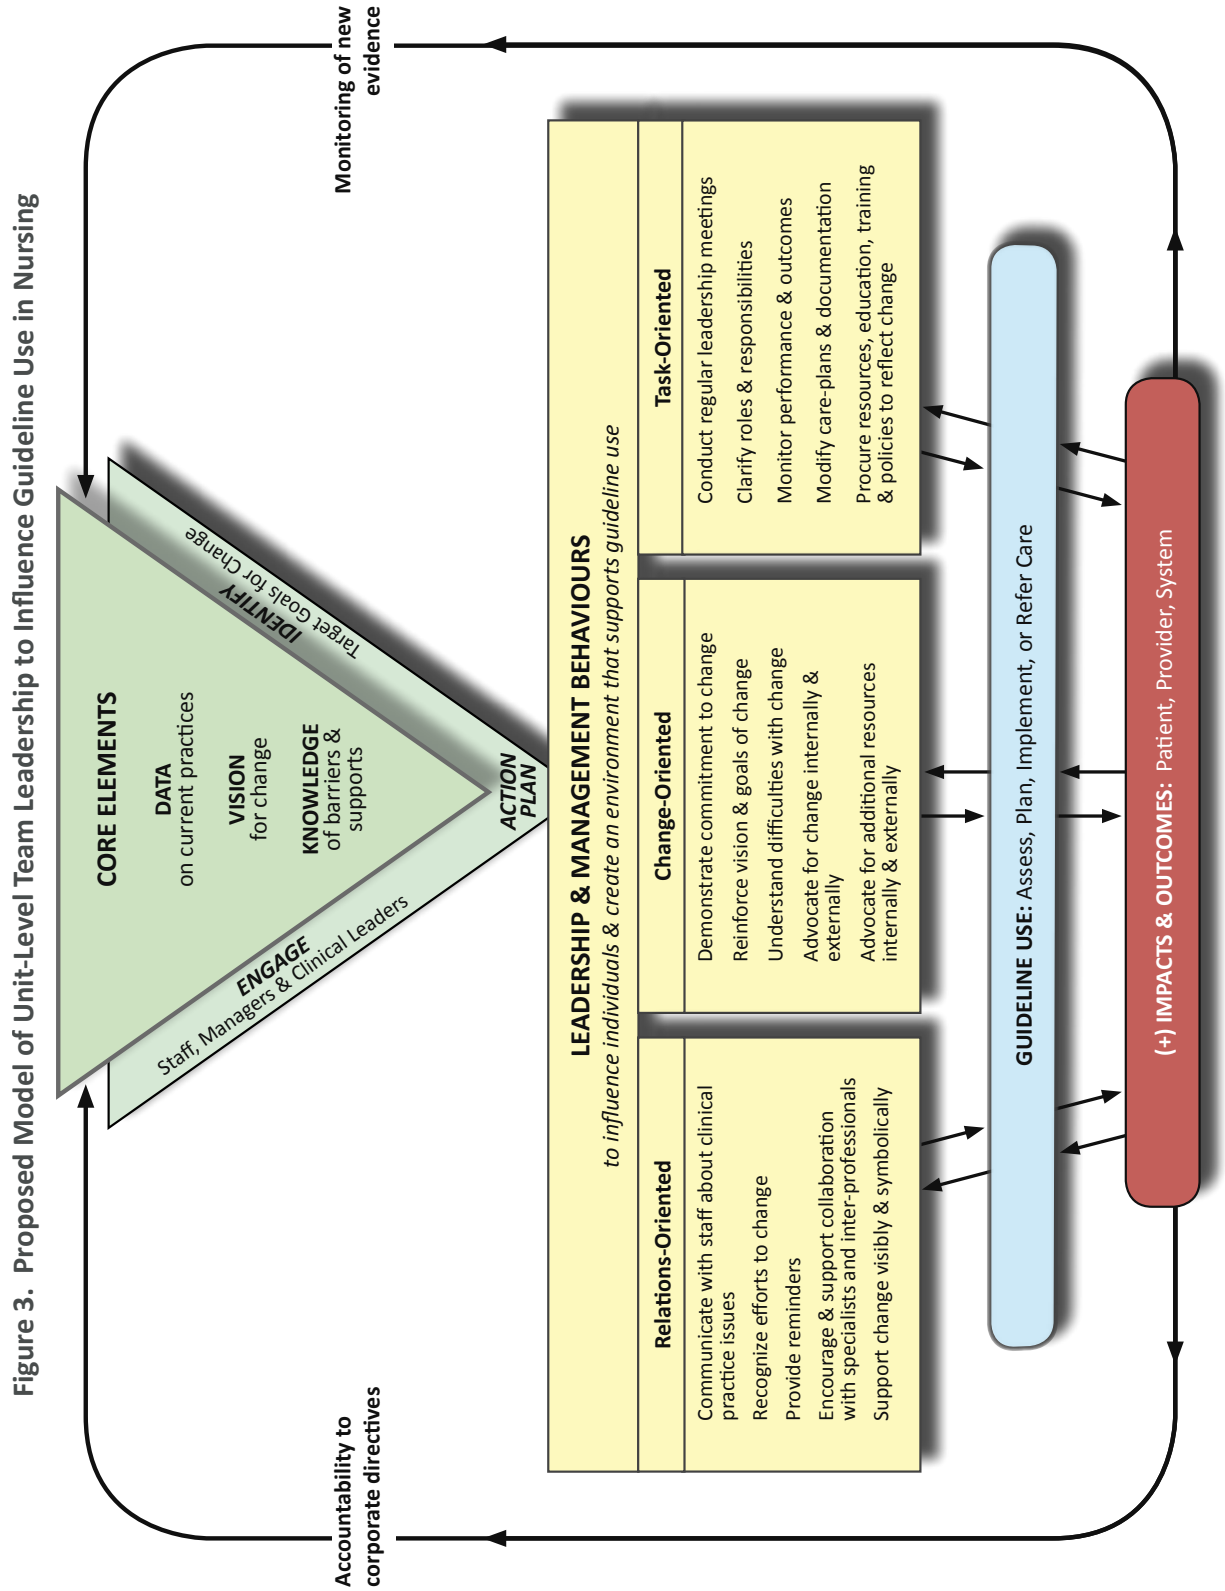 Figure 3. Proposed Model of Unit-Level Team Leadership to Influence Guideline Use in Nursing
CORE ELEMENTS
DATA
on current practices
VISION
for change
KNOWLEDGE
of barriers &
supports
ENGAGE
Staff, Managers & Clinical Leaders
IDENTIFY
Target Goals for Change
ACTION
PLAN
Accountability to
corporate directives
Monitoring of new
evidence
LEADERSHIP & MANAGEMENT BEHAVIOURS
to influence individuals & create an environment that supports guideline use
Relations-Oriented
Communicate with staff about clinical
practice issues
Recognize efforts to change
Provide reminders
Encourage & support collaboration
with specialists and inter-professionals
Support change visibly & symbolically
Change-Oriented
Demonstrate commitment to change
Reinforce vision & goals of change
Understand difficulties with change
Advocate for change internally &
externally
Advocate for additional resources
internally & externally
Task-Oriented
Conduct regular leadership meetings
Clarify roles & responsibilities
Monitor performance & outcomes
Modify care-plans & documentation
Procure resources, education, training
& policies to reflect change
GUIDELINE USE: Assess, Plan, Implement, or Refer Care
(+) IMPACTS & OUTCOMES: Patient, Provider, System